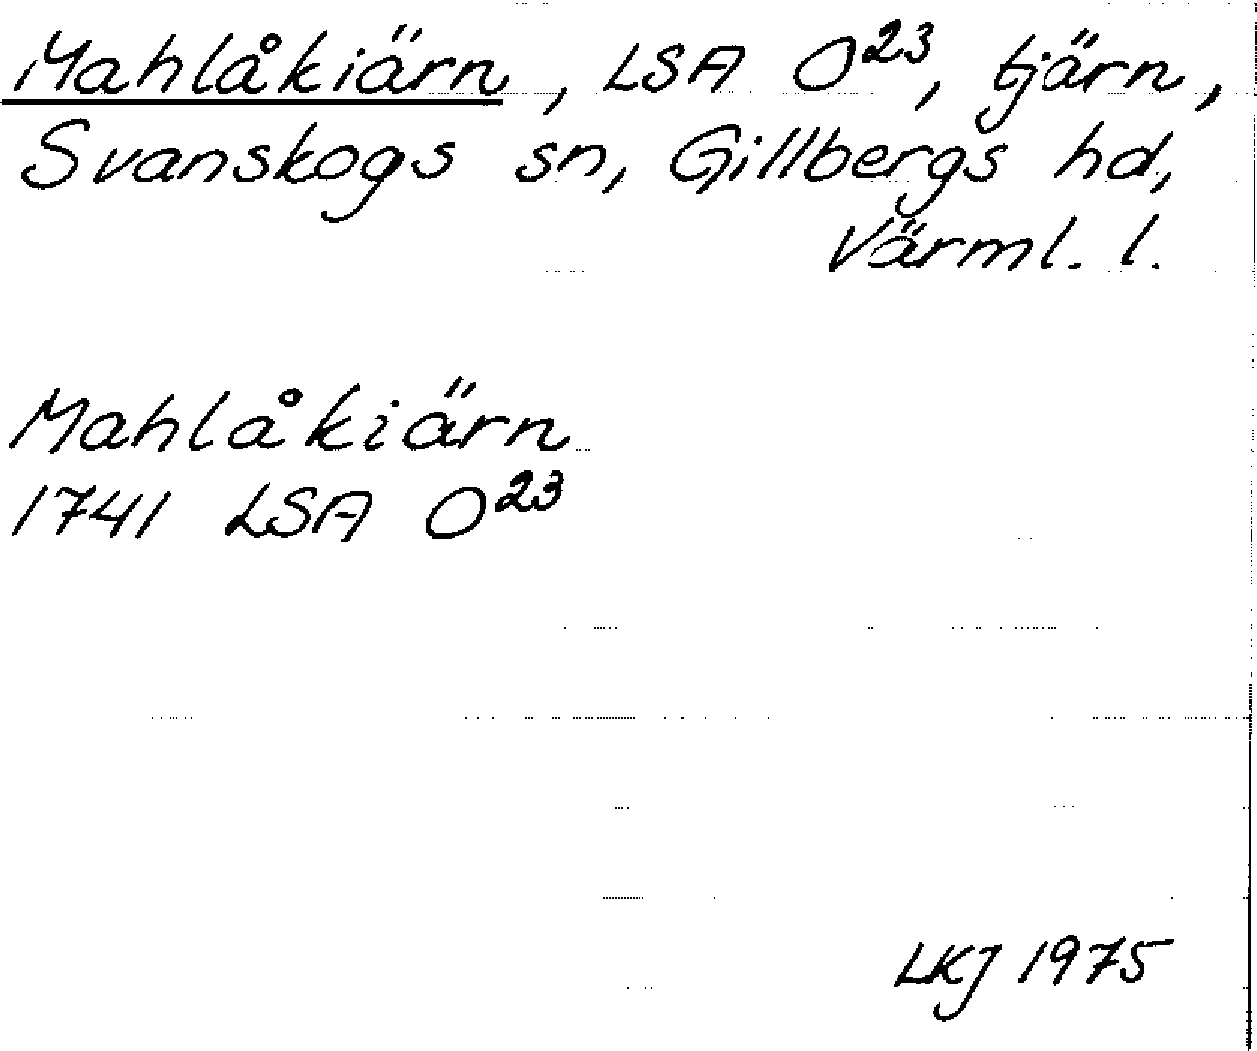 Mahlåkiärn, LSA O²³, tjärn,
Svanskogs sn, Gillbergs hd,
Värml. l.
Mahlåkiärn
1741 LSA O²³
LKJ 1975